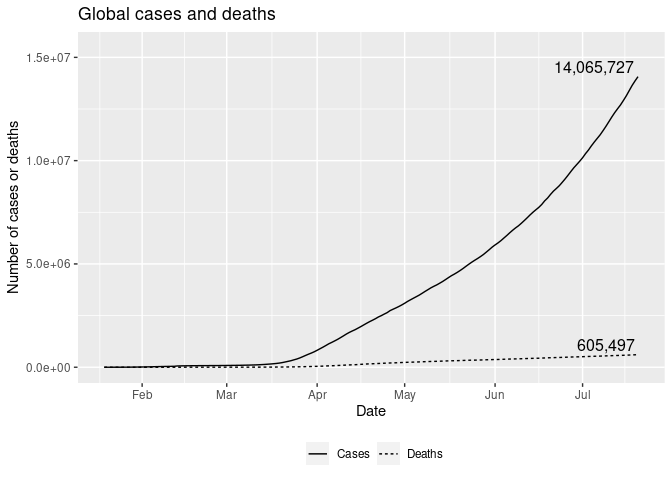 Global cases and deaths
Number of cases or deaths
1.5e+07
1.0e+07
5.0e+06
0.0e+00
14,065,727
605,497
Feb Mar Apr May Jun Jul
Date
Cases Deaths